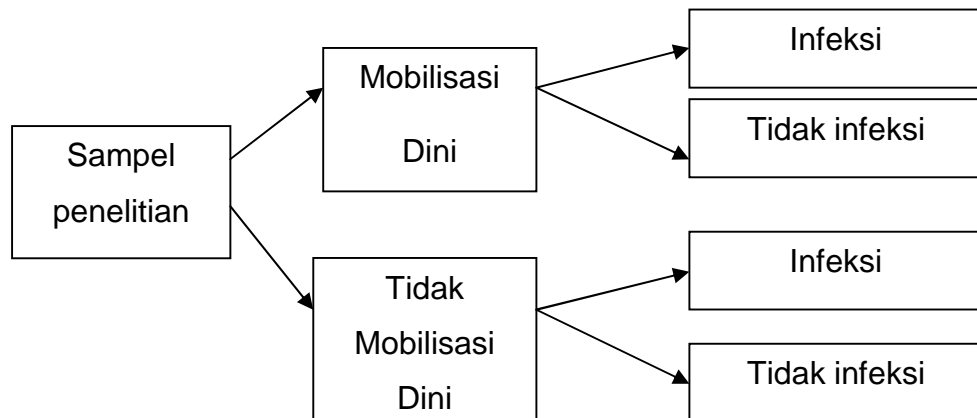 Sampel
penelitian
Mobilisasi
Dini
Infeksi
Tidak infeksi
Tidak
Mobilisasi
Dini
Infeksi
Tidak infeksi